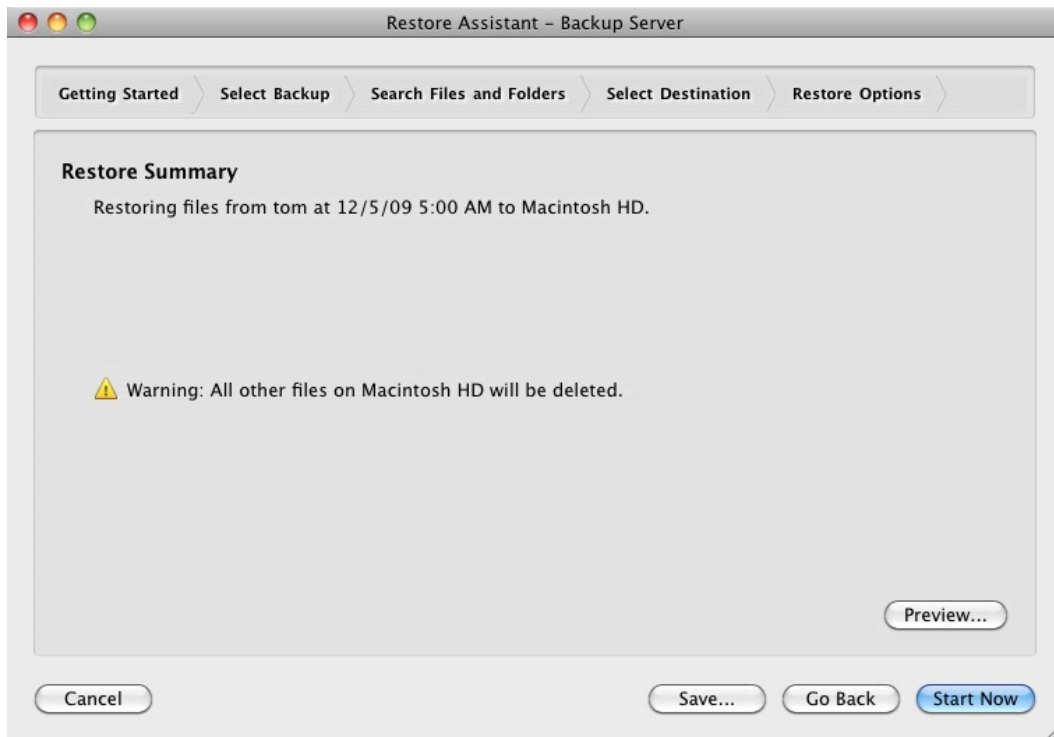 Restore Assistant – Backup Server
Getting Started Select Backup Search Files and Folders Select Destination Restore Options
Restore Summary
Restoring files from tom at 12/5/09 5:00 AM to Macintosh HD.
Warning: All other files on Macintosh HD will be deleted.
Preview...
Cancel Save... Go Back Start Now